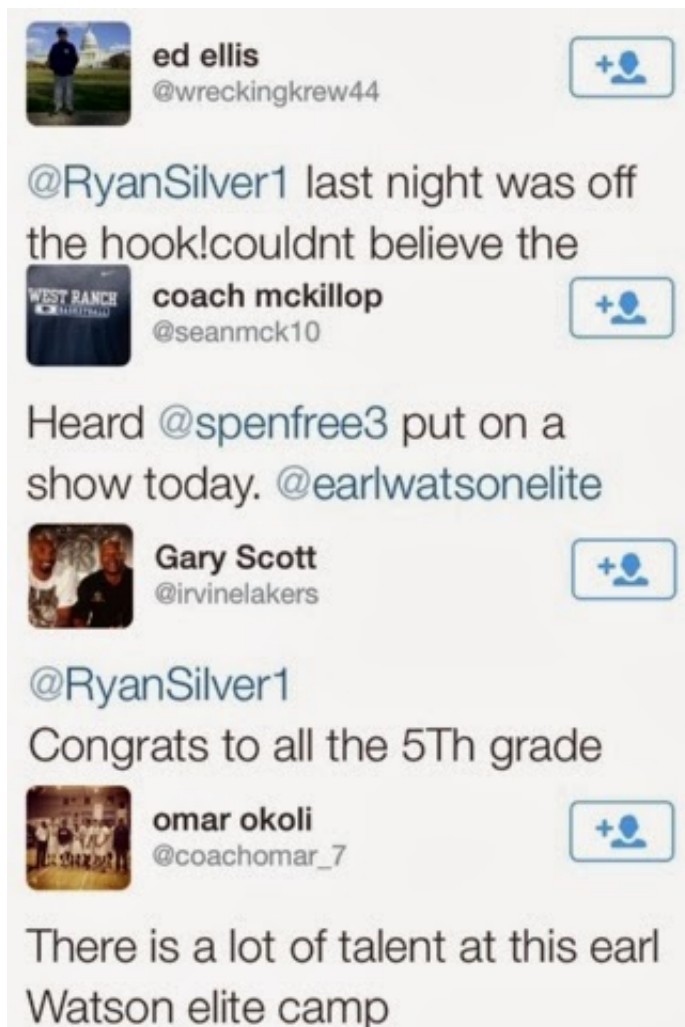 ed ellis
@wreckingkrew44
@RyanSilver1 last night was off
the hook!couldnt believe the
WEST RANCH
BASKETBALL
coach mckillop
@seanmck10
Heard @spenfree3 put on a
show today. @earlwatsonelite
Gary Scott
@irvinelakers
@RyanSilver1
Congrats to all the 5Th grade
omar okoli
@coachomar_7
There is a lot of talent at this earl
Watson elite camp